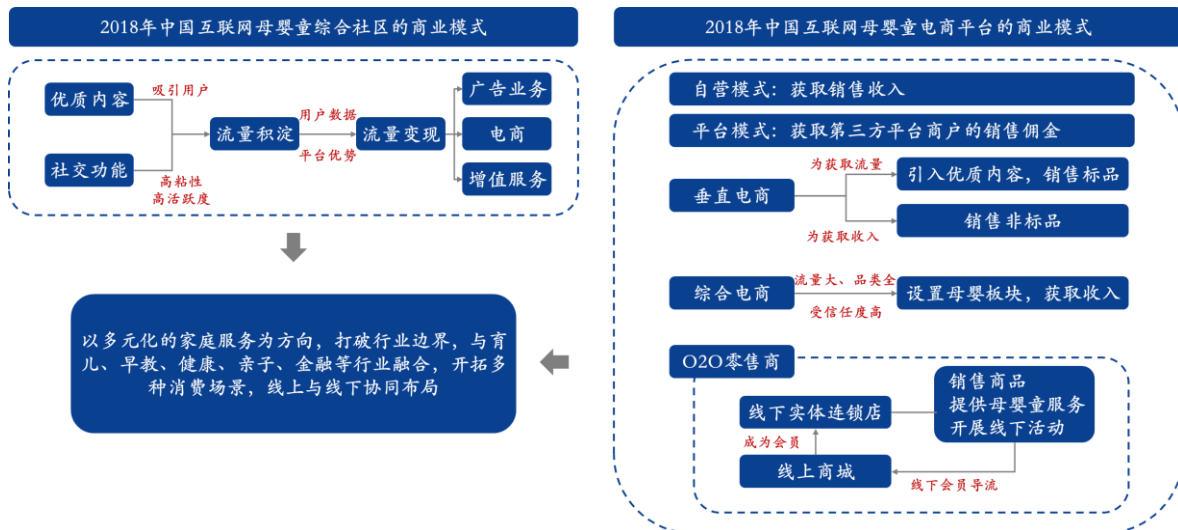 2018年中国互联网母婴童综合社区的商业模式
优质内容
社交功能
吸引用户
高粘性
高活跃度
流量积淀
用户数据
平台优势
流量变现
广告业务
电商
增值服务
以多元化的家庭服务为方向，打破行业边界，与育
儿、早教、健康、亲子、金融等行业融合，开拓多
种消费场景，线上与线下协同布局
2018年中国互联网母婴童电商平台的商业模式
自营模式：获取销售收入
平台模式：获取第三方平台商户的销售佣金
垂直电商
为获取流量
引入优质内容，销售标品
为获取收入
销售非标品
综合电商
流量大、品类全
受信任度高
设置母婴板块，获取收入
O2O零售商
线下实体连锁店
销售商品
提供母婴童服务
开展线下活动
成为会员
线上商城
线下会员导流